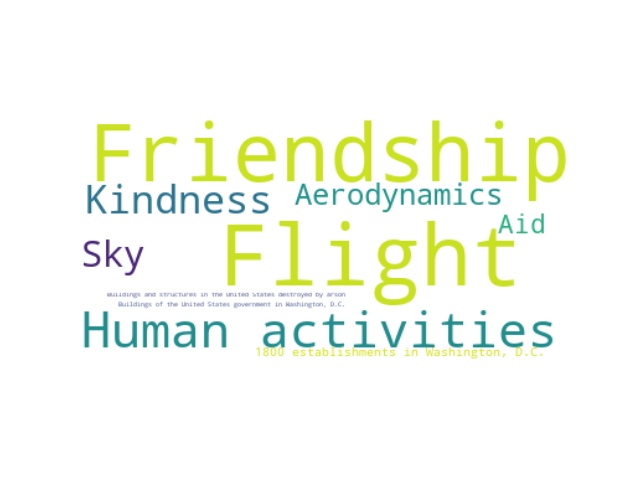 Friendship
Kindness
Aerodynamics
Aid
Sky
Flight
Buildings and structures in the United States destroyed by arson
Buildings of the United States government in Washington, D.C.
Human activities
1800 establishments in Washington, D.C.